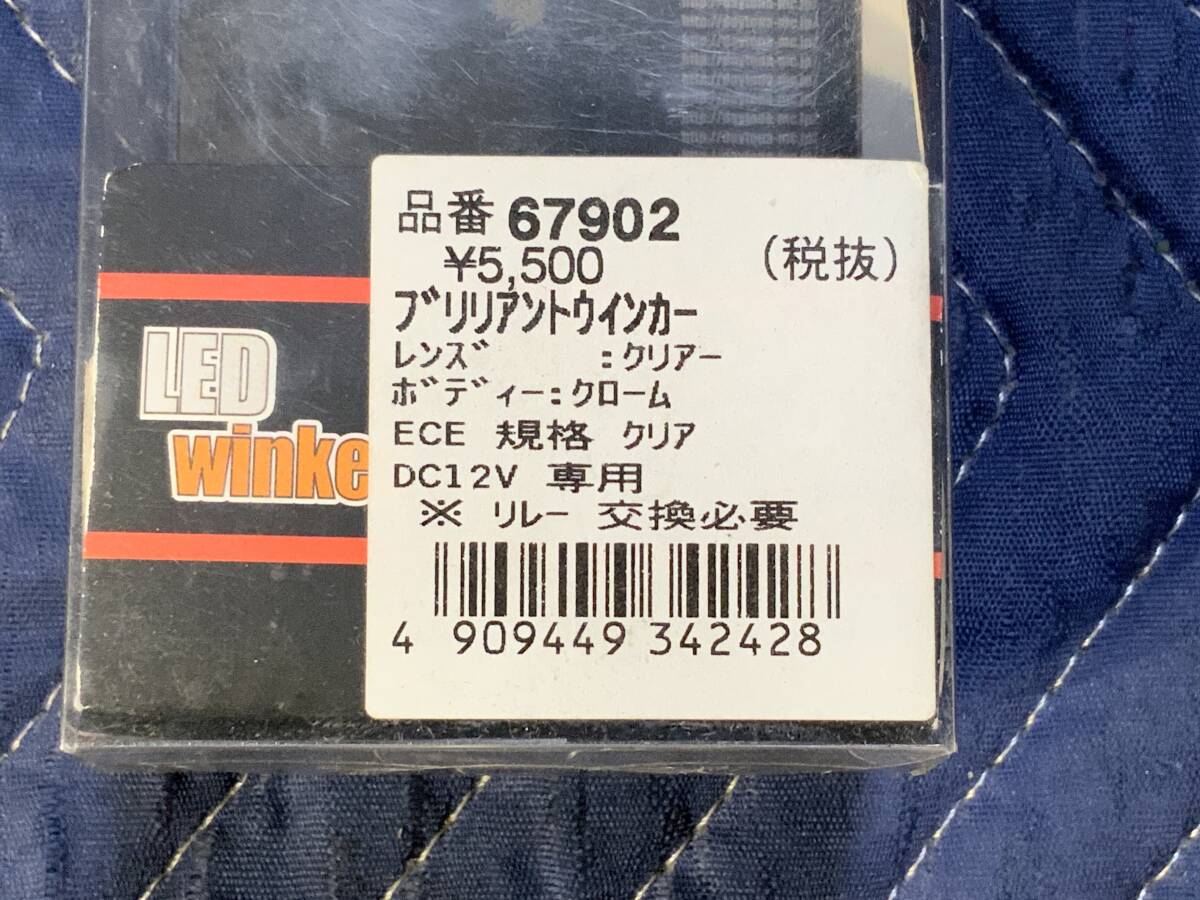 品番 67902
¥5,500 (税抜)
ブリリアントウインカー
レンズ :クリアー
ボディー:クローム
ECE 規格 クリア
DC12V 専用
※ リレー 交換必要
4 909449 342428
LED
winke